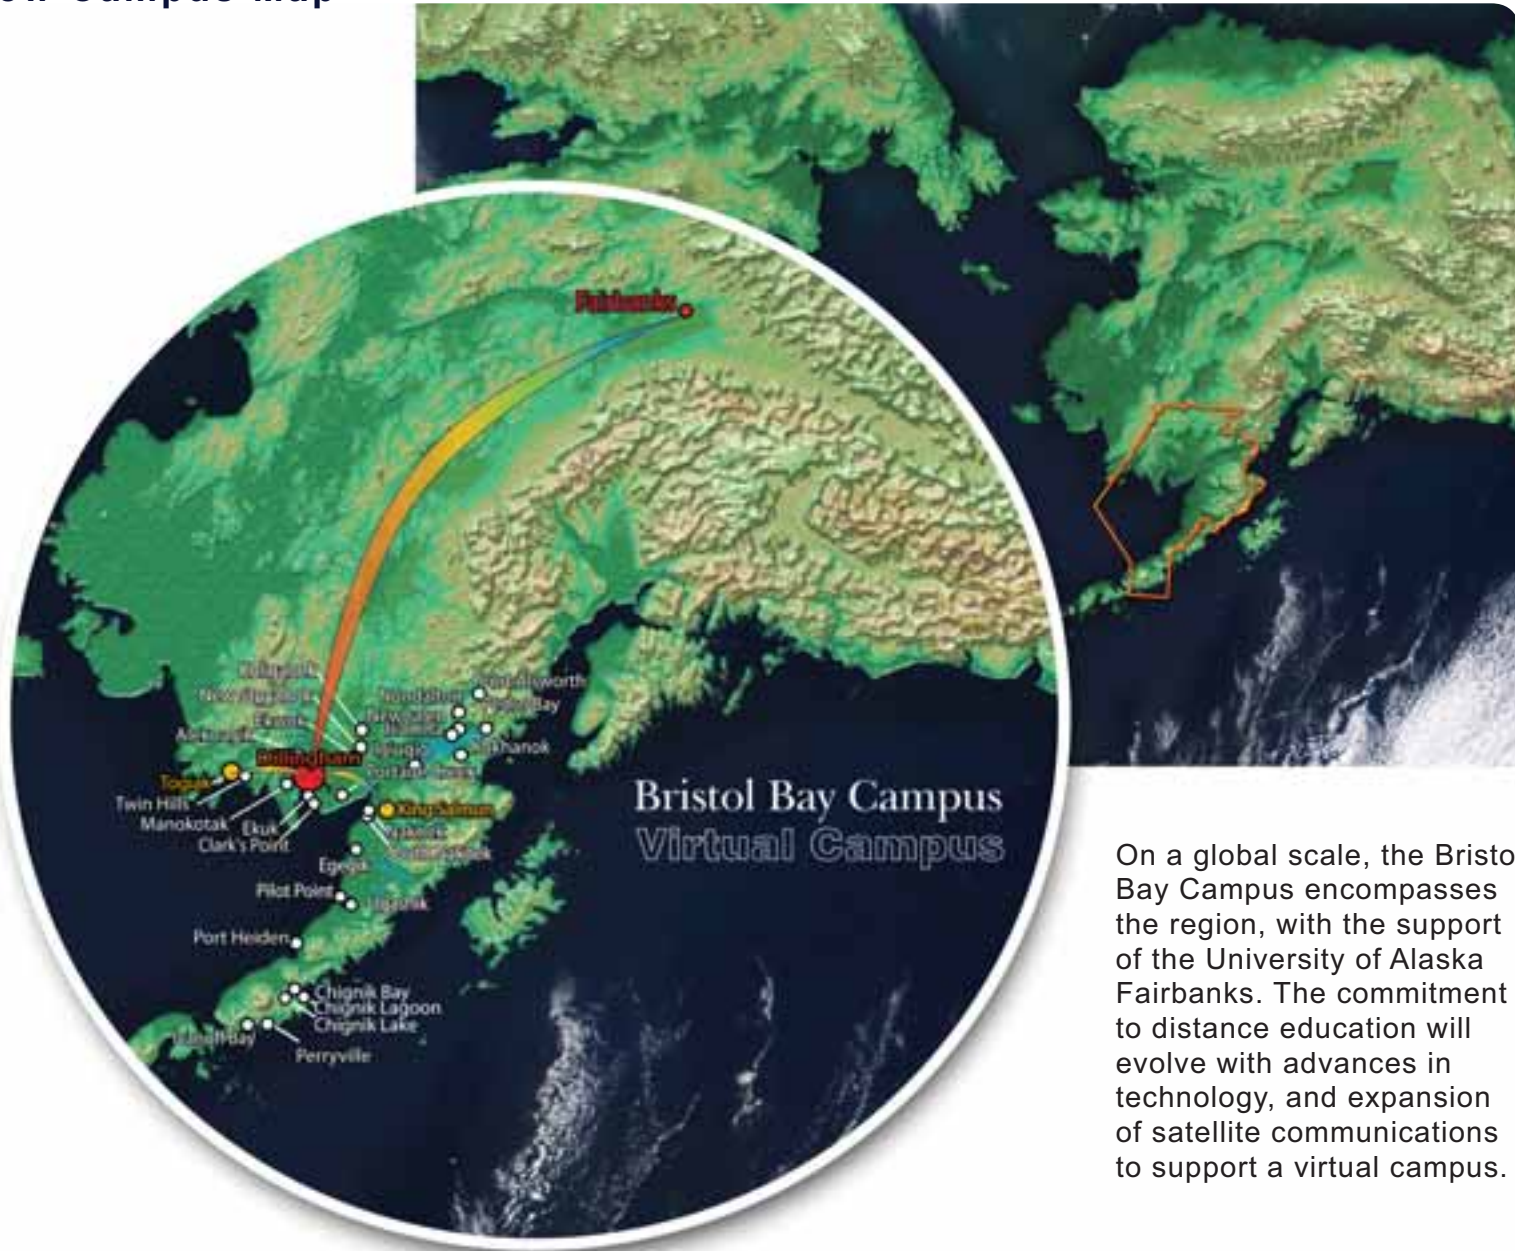 Campus Map
Fairbanks
Koliganek
New Stuyahok
Ekwok
Aleknagik
Dillingham
Togiak
Twin Hills
Manokotak
Ekuk
Clark's Point
Nondalton
Newhalen
Iliamna
Igiugig
Portage Creek
Port Alsworth
Pedro Bay
Kokhanok
King Salmon
Naknek
South Naknek
Egegik
Pilot Point
Ugashik
Port Heiden
Chignik Bay
Chignik Lagoon
Chignik Lake
Ivanoff Bay
Perryville
Bristol Bay Campus
Virtual Campus
On a global scale, the Bristo
Bay Campus encompasses
the region, with the support
of the University of Alaska
Fairbanks. The commitment
to distance education will
evolve with advances in
technology, and expansion
of satellite communications
to support a virtual campus.